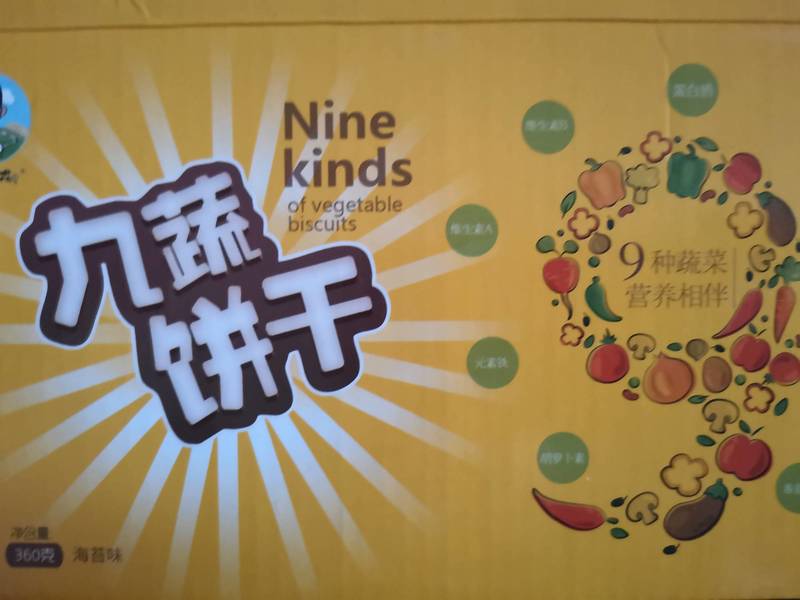 九蔬
饼干
Nine
kinds
of vegetable
biscuits
蛋白质
维生素B
维生素A
9种蔬菜
营养相伴
元素铁
胡萝卜素
净含量
360克 海苔味